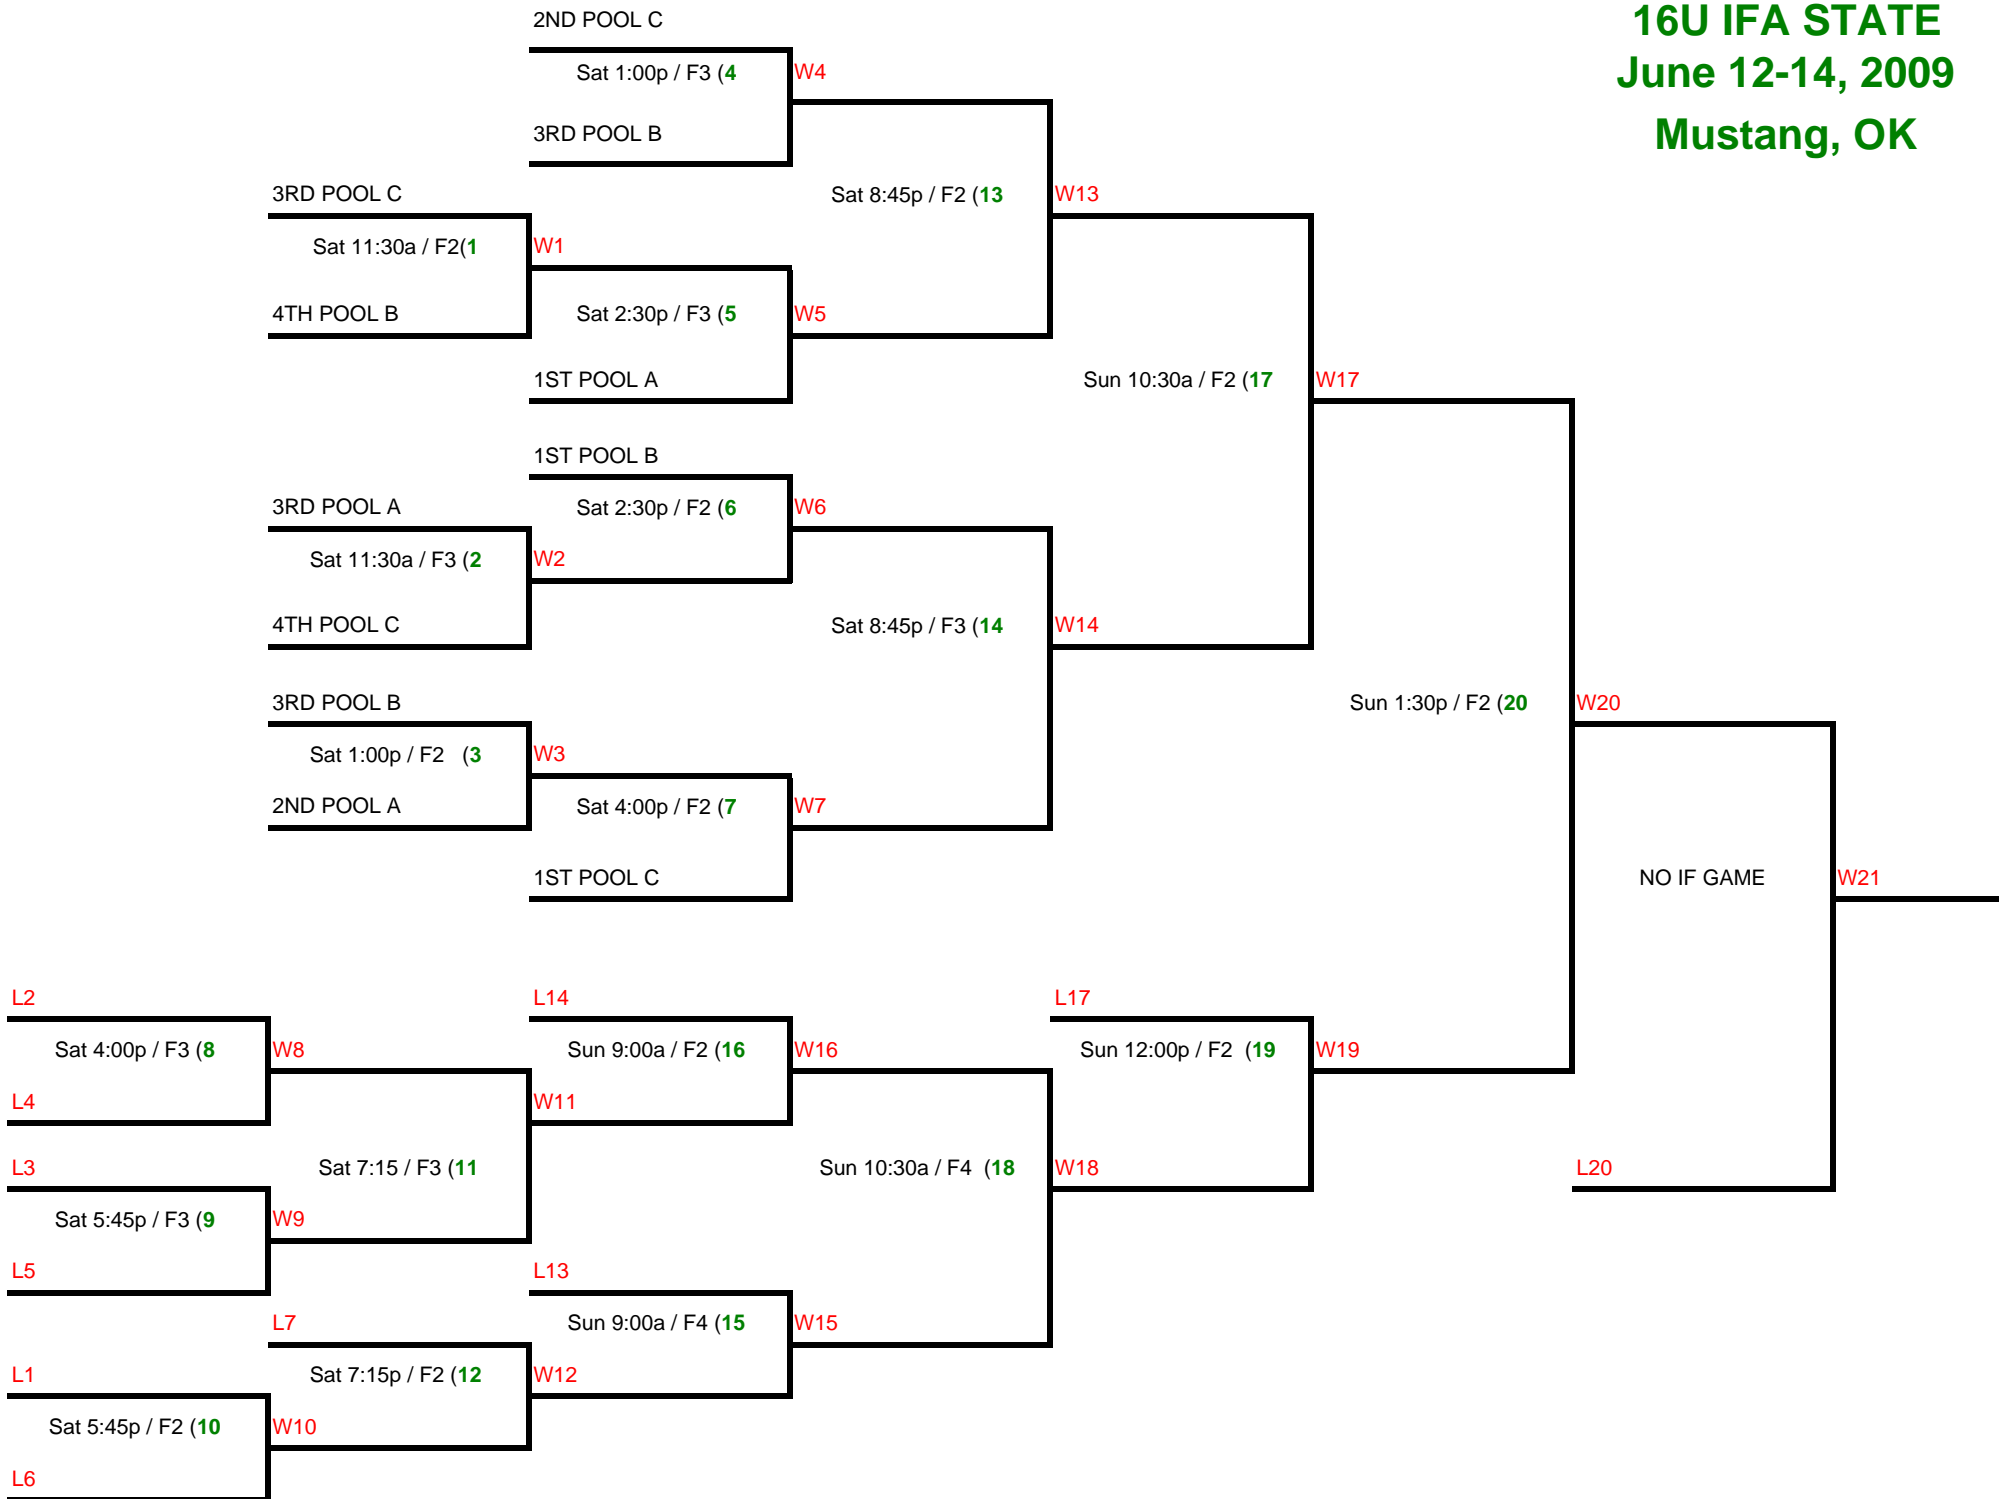 16U IFA STATE
June 12-14, 2009
Mustang, OK
2ND POOL C
Sat 1:00p / F3 (4
W4
3RD POOL B
3RD POOL C
Sat 8:45p / F2 (13
W13
Sat 11:30a / F2(1
W1
4TH POOL B
Sat 2:30p / F3 (5
W5
1ST POOL A
Sun 10:30a / F2 (17
W17
1ST POOL B
3RD POOL A
Sat 2:30p / F2 (6
W6
Sat 11:30a / F3 (2
W2
4TH POOL C
Sat 8:45p / F3 (14
W14
3RD POOL B
Sun 1:30p / F2 (20
W20
Sat 1:00p / F2 (3
W3
2ND POOL A
Sat 4:00p / F2 (7
W7
1ST POOL C
NO IF GAME
W21
L2
L14
L17
Sat 4:00p / F3 (8
W8
Sun 9:00a / F2 (16
W16
Sun 12:00p / F2 (19
W19
L4
W11
L3
Sat 7:15 / F3 (11
Sun 10:30a / F4 (18
W18
L20
Sat 5:45p / F3 (9
W9
L5
L13
L7
Sun 9:00a / F4 (15
W15
L1
Sat 7:15p / F2 (12
W12
Sat 5:45p / F2 (10
W10
L6